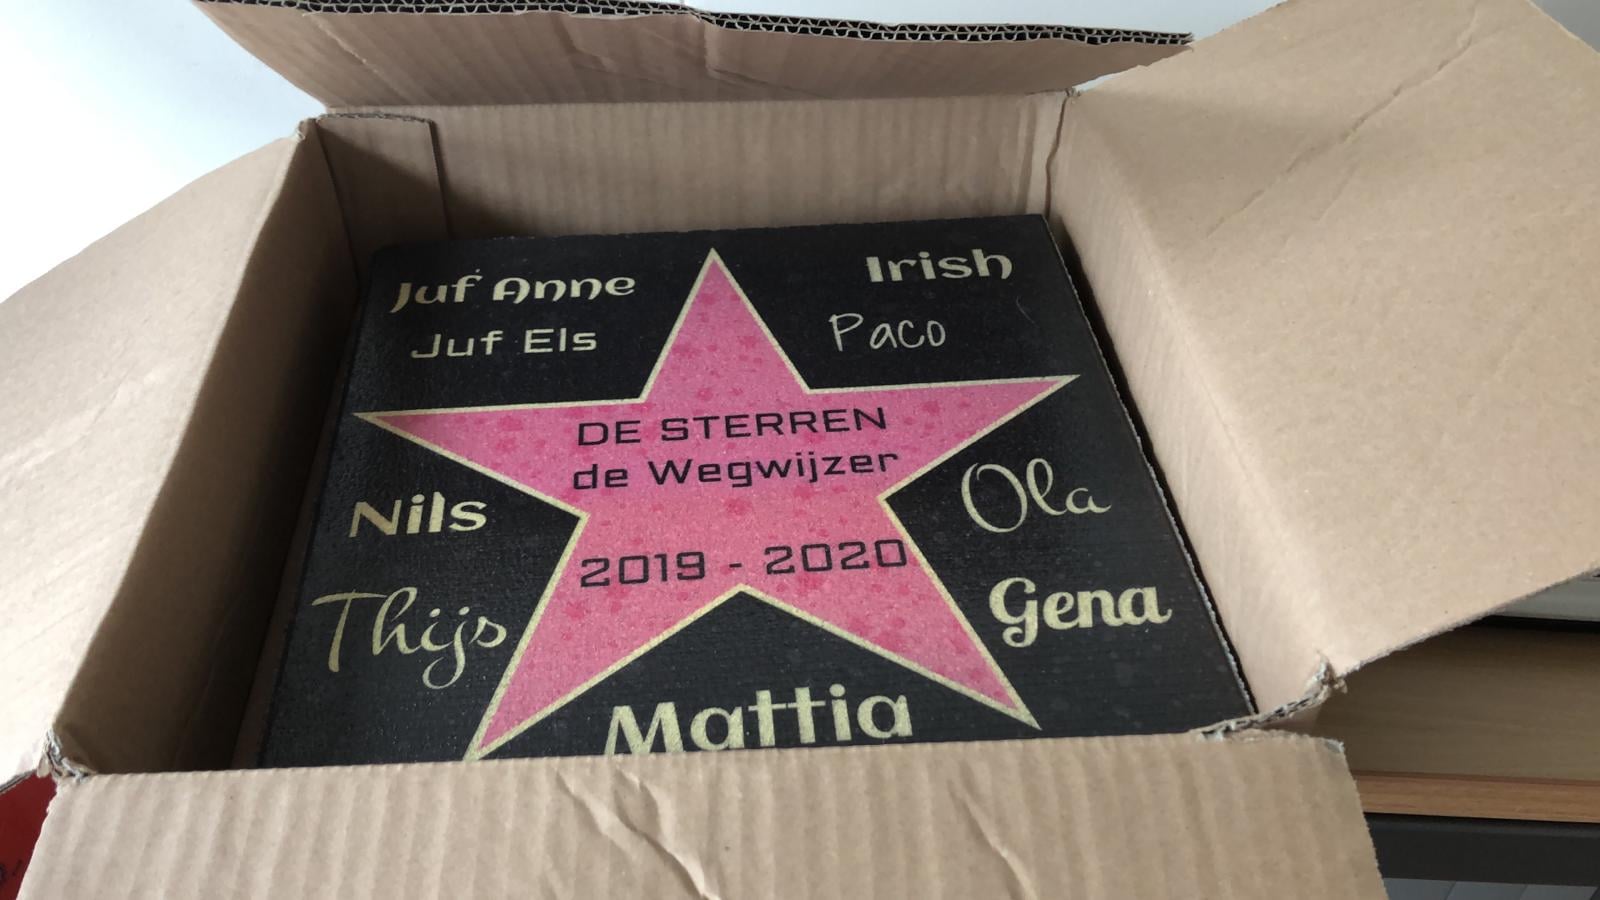 Juf Anne
Juf Els
Irish
Paco
DE STERREN
de Wegwijzer
2019 - 2020
Nils
Thijs
Ola
Gena
Mattia